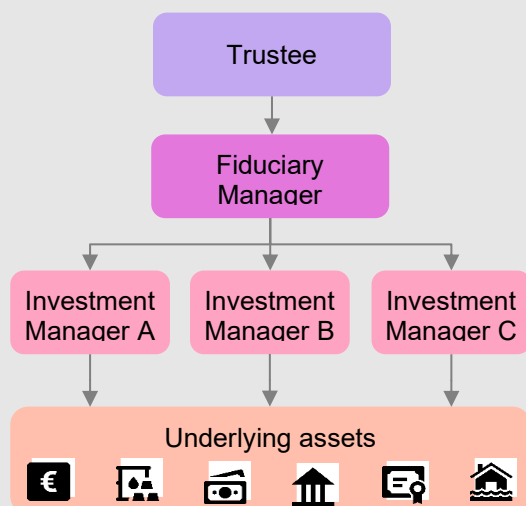 Trustee
Fiduciary
Manager
Investment
Manager A
Investment
Manager B
Investment
Manager C
Underlying assets
€